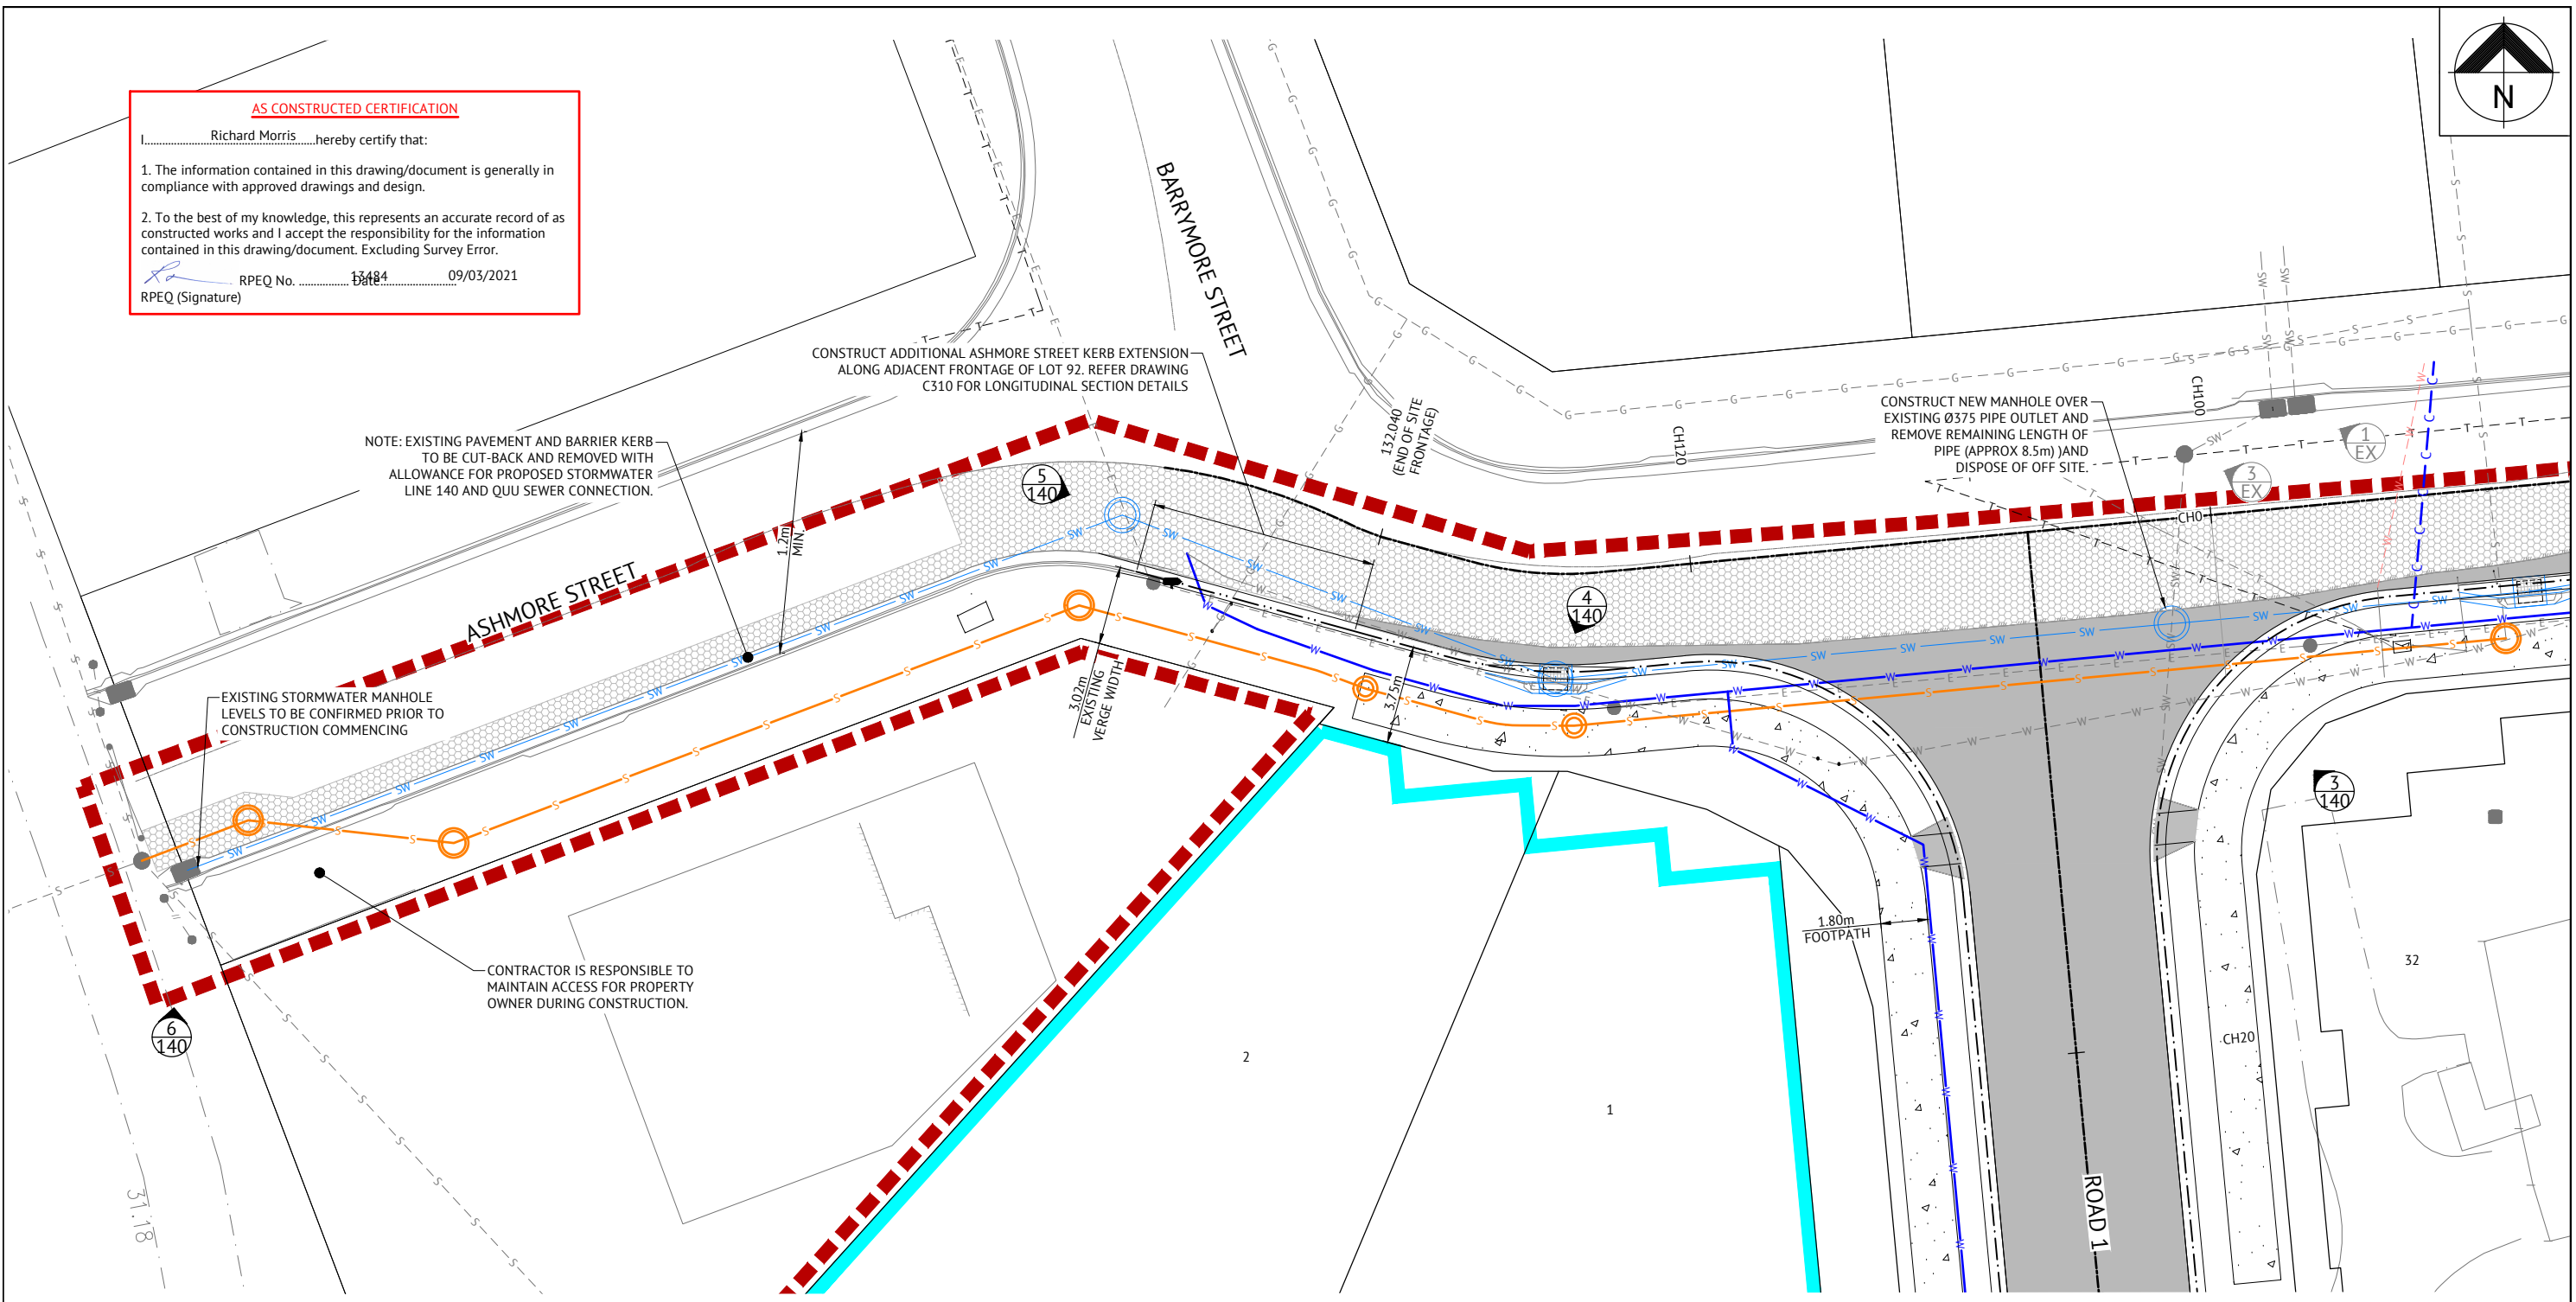 AS CONSTRUCTED CERTIFICATION
I..........Richard Morris..........hereby certify that:
1. The information contained in this drawing/document is generally in
compliance with approved drawings and design.
2. To the best of my knowledge, this represents an accurate record of as
constructed works and I accept the responsibility for the information
contained in this drawing/document. Excluding Survey Error.
RPEQ No. .......... 13484 Date.......... 09/03/2021
RPEQ (Signature)
N
BARRYMORE STREET
CONSTRUCT ADDITIONAL ASHMORE STREET KERB EXTENSION
ALONG ADJACENT FRONTAGE OF LOT 92. REFER DRAWING
C310 FOR LONGITUDINAL SECTION DETAILS
NOTE: EXISTING PAVEMENT AND BARRIER KERB
TO BE CUT-BACK AND REMOVED WITH
ALLOWANCE FOR PROPOSED STORMWATER
LINE 140 AND QUU SEWER CONNECTION.
132.040
(END OF SITE
FRONTAGE)
CH120
CH100
CONSTRUCT NEW MANHOLE OVER
EXISTING Ø375 PIPE OUTLET AND
REMOVE REMAINING LENGTH OF
PIPE (APPROX 8.5m) )AND
DISPOSE OF OFF SITE.
1
EX
3
EX
CH0
5
140
1.2m
MIN.
ASHMORE STREET
4
140
3.02m
EXISTING
VERGE WIDTH
3.75m
EXISTING STORMWATER MANHOLE
LEVELS TO BE CONFIRMED PRIOR TO
CONSTRUCTION COMMENCING
3
140
1.80m
FOOTPATH
CONTRACTOR IS RESPONSIBLE TO
MAINTAIN ACCESS FOR PROPERTY
OWNER DURING CONSTRUCTION.
6
140
32
CH20
2
1
31.18
ROAD 1